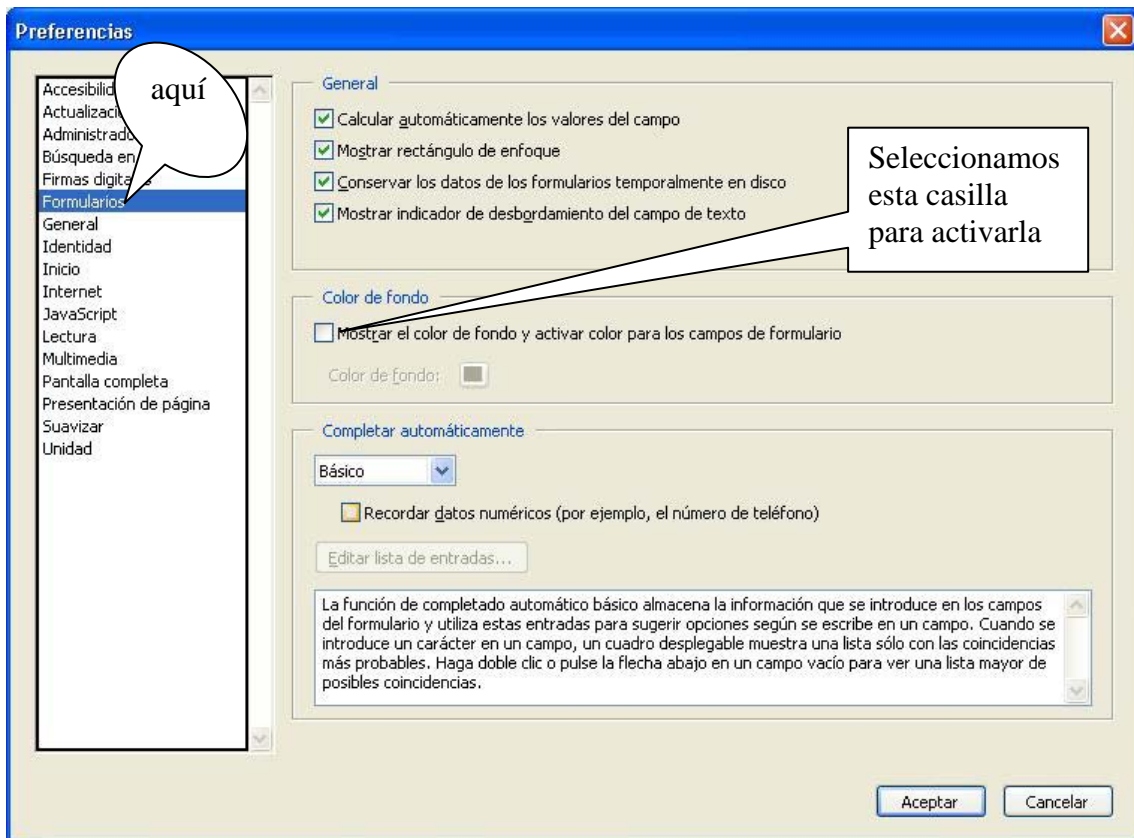 Preferencias
Accesibilid
Actualizaci
Administrado
Búsqueda en
Firmas digita s
Formularios
General
Identidad
Inicio
Internet
JavaScript
Lectura
Multimedia
Pantalla completa
Presentación de página
Suavizar
Unidad
aquí
General
Calcular automáticamente los valores del campo
Mostrar rectángulo de enfoque
Conservar los datos de los formularios temporalmente en disco
Mostrar indicador de desbordamiento del campo de texto
Seleccionamos
esta casilla
para activarla
Color de fondo
Mostrar el color de fondo y activar color para los campos de formulario
Color de fondo:
Completar automáticamente
Básico
Recordar datos numéricos (por ejemplo, el número de teléfono)
Editar lista de entradas...
La función de completado automático básico almacena la información que se introduce en los campos
del formulario y utiliza estas entradas para sugerir opciones según se escribe en un campo. Cuando se
introduce un carácter en un campo, un cuadro desplegable muestra una lista sólo con las coincidencias
más probables. Haga doble clic o pulse la flecha abajo en un campo vacío para ver una lista mayor de
posibles coincidencias.
Aceptar
Cancelar